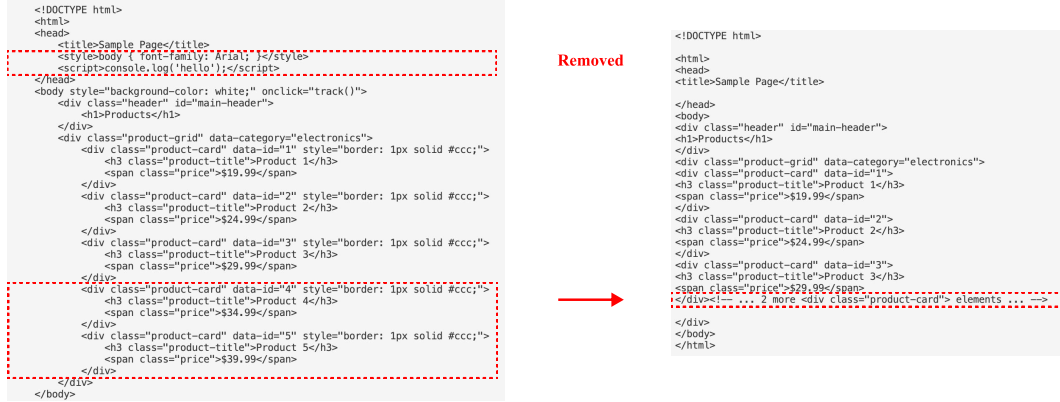 <!DOCTYPE html>
<html>
<head>
<title>Sample Page</title>
<style>body { font-family: Arial; }</style>
<script>console.log('hello');</script>
</head>
<body style="background-color: white;" onclick="track()">
<div class="header" id="main-header">
<h1>Products</h1>
</div>
<div class="product-grid" data-category="electronics">
<div class="product-card" data-id="1" style="border: 1px solid #ccc;">
<h3 class="product-title">Product 1</h3>
<span class="price">$19.99</span>
</div>
<div class="product-card" data-id="2" style="border: 1px solid #ccc;">
<h3 class="product-title">Product 2</h3>
<span class="price">$24.99</span>
</div>
<div class="product-card" data-id="3" style="border: 1px solid #ccc;">
<h3 class="product-title">Product 3</h3>
<span class="price">$29.99</span>
</div>
<div class="product-card" data-id="4" style="border: 1px solid #ccc;">
<h3 class="product-title">Product 4</h3>
<span class="price">$34.99</span>
</div>
<div class="product-card" data-id="5" style="border: 1px solid #ccc;">
<h3 class="product-title">Product 5</h3>
<span class="price">$39.99</span>
</div>
</div>
</body>
Removed
<!DOCTYPE html>
<html>
<head>
<title>Sample Page</title>
</head>
<body>
<div class="header" id="main-header">
<h1>Products</h1>
</div>
<div class="product-grid" data-category="electronics">
<div class="product-card" data-id="1">
<h3 class="product-title">Product 1</h3>
<span class="price">$19.99</span>
</div>
<div class="product-card" data-id="2">
<h3 class="product-title">Product 2</h3>
<span class="price">$24.99</span>
</div>
<div class="product-card" data-id="3">
<h3 class="product-title">Product 3</h3>
<span class="price">$29.99</span>
</div><!-- ... 2 more <div class="product-card"> elements ... -->
</div>
</body>
</html>